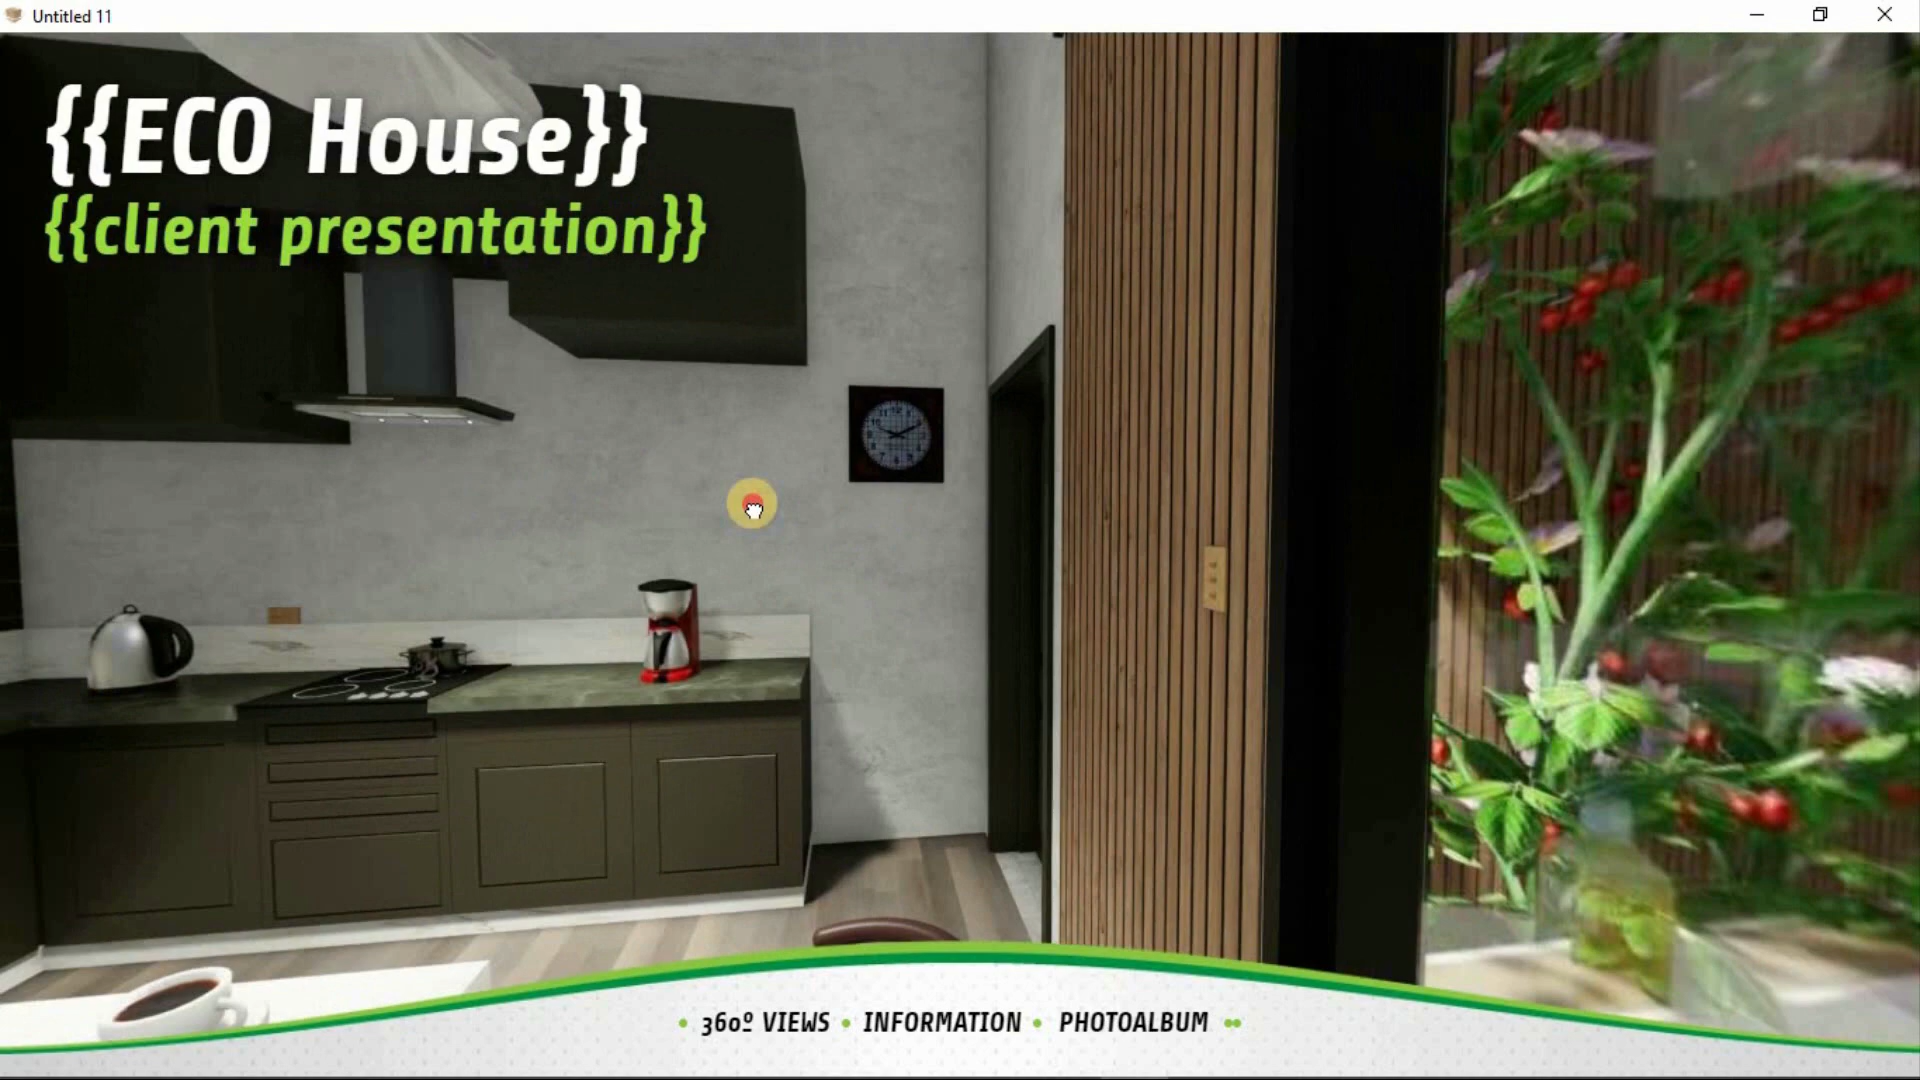 Untitled 11
{{ECO House}}
{{client presentation}}
360º VIEWS • INFORMATION • PHOTOALBUM